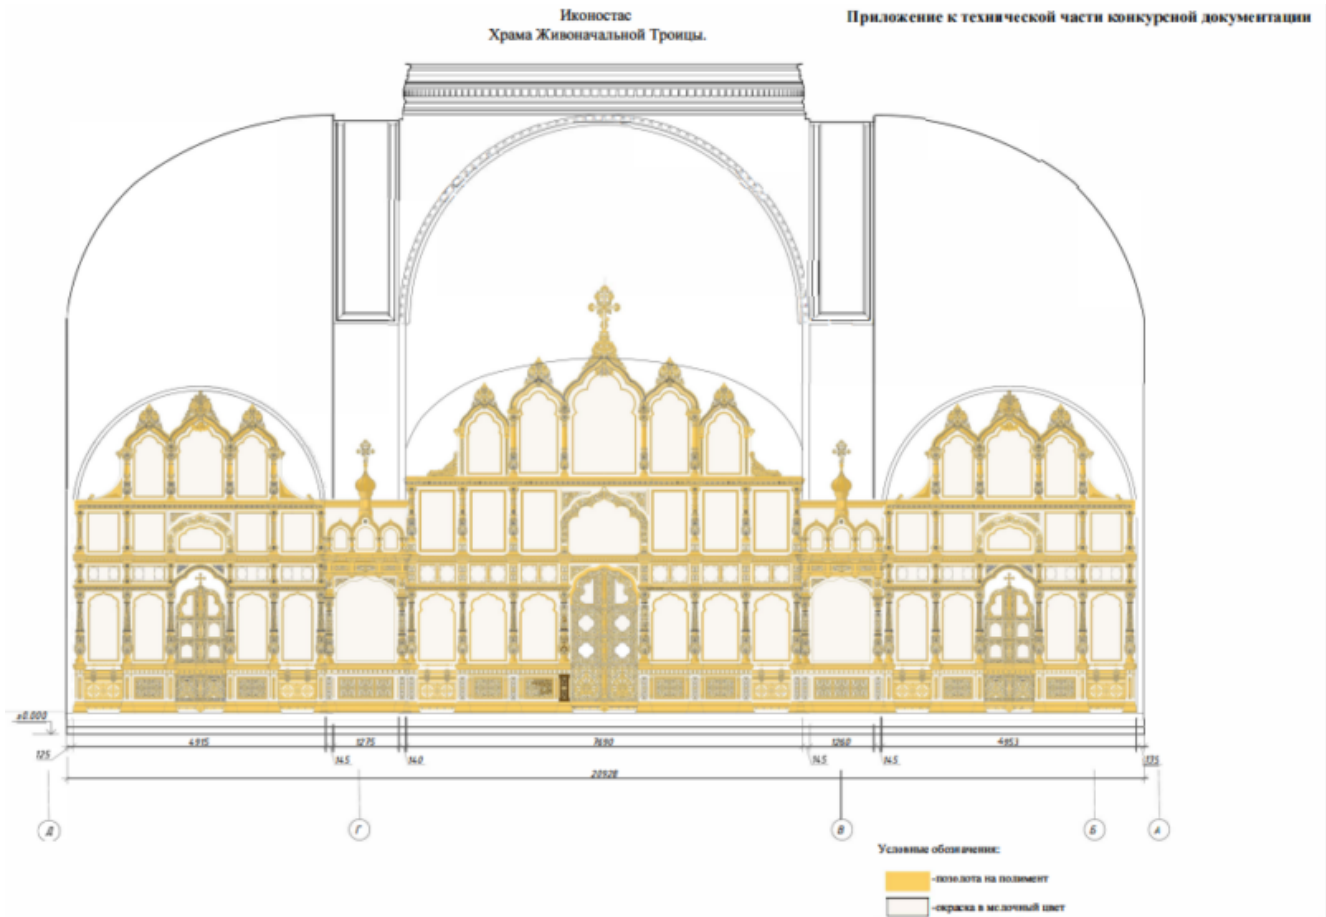 Иконостас
Храма Живоначальной Троицы.
Приложение к технической части конкурсной документации
±0.000
4915
1275
7690
1260
4953
125
145
140
145
145
135
20928
Д
Г
В
Б
А
Условные обозначения:
-позолота на полимент
-окраска в мелочный цвет